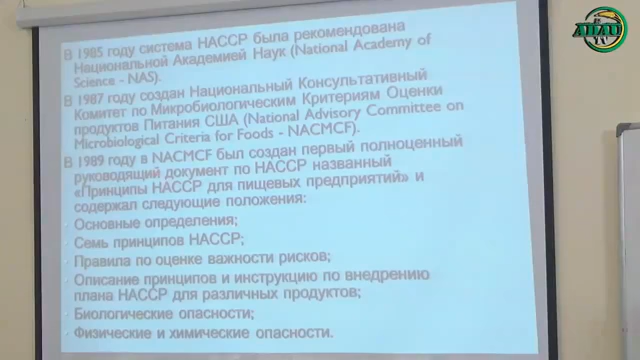 В 1985 году система НАССР была рекомендована
Национальной Академией Наук (National Academy of
Science - NAS).
В 1987 году создан Национальный Консультативный
Комитет по Микробиологическим Критериям Оценки
продуктов Питания США (National Advisory Committee on
Microbiological Criteria for Foods - NACMCF).
В 1989 году в NACMCF был создан первый полноценный
руководящий документ по НАССР названный
«Принципы НАССР для пищевых предприятий» и
содержал следующие положения:
Основные определения;
Семь принципов НАССР;
Правила по оценке важности рисков;
Описание принципов и инструкцию по внедрению
плана НАССР для различных продуктов;
Биологические опасности;
Физические и химические опасности.